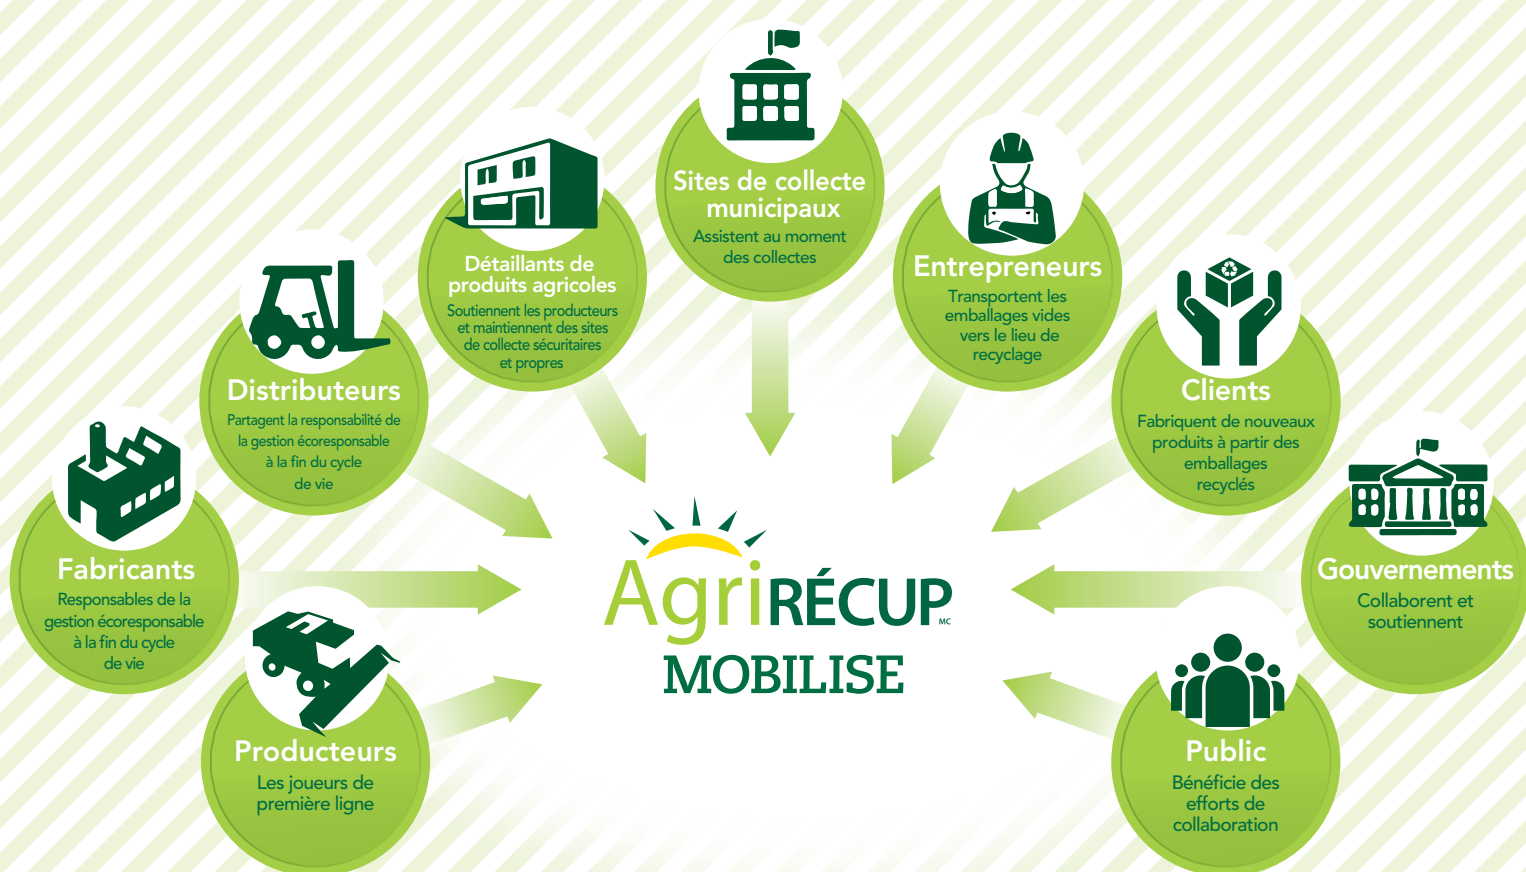 Sites de collecte
municipaux
Assistent au moment
des collectes
Détaillants de
produits agricoles
Soutiennent les producteurs
et maintiennent des sites
de collecte sécuritaires
et propres
Entrepreneurs
Transportent les
emballages vides
vers le lieu de
recyclage
Distributeurs
Partagent la responsabilité de
la gestion écoresponsable
à la fin du cycle
de vie
Clients
Fabriquent de nouveaux
produits à partir des
emballages
recyclés
Fabricants
Responsables de la
gestion écoresponsable
à la fin du cycle
de vie
Gouvernements
Collaborent et
soutiennent
AgriRÉCUP MC
MOBILISE
Producteurs
Les joueurs de
première ligne
Public
Bénéficie des
efforts de
collaboration